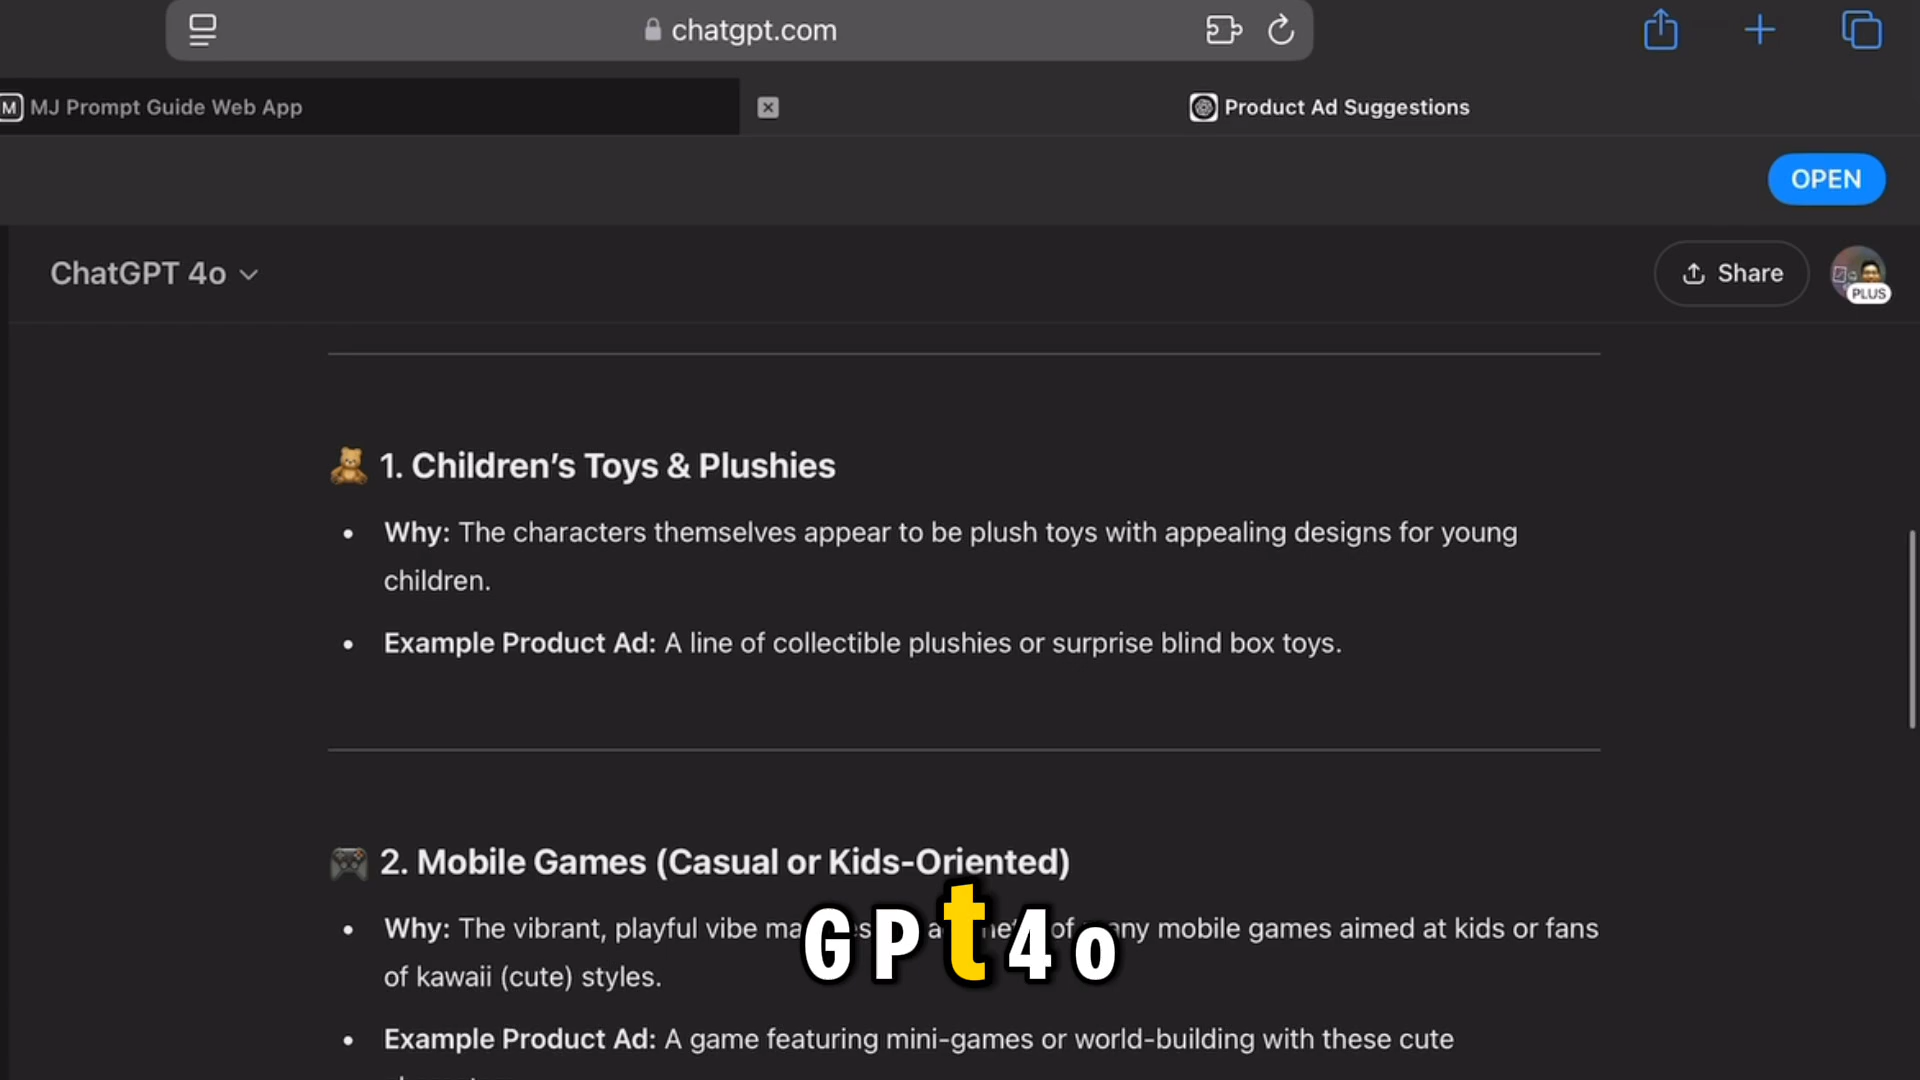 chatgpt.com
M MJ Prompt Guide Web App
Product Ad Suggestions
OPEN
ChatGPT 4o
Share
PLUS
🧸 1. Children's Toys & Plushies
• Why: The characters themselves appear to be plush toys with appealing designs for young
children.
• Example Product Ad: A line of collectible plushies or surprise blind box toys.
🎮 2. Mobile Games (Casual or Kids-Oriented)
• Why: The vibrant, playful vibe of many mobile games aimed at kids or fans
of kawaii (cute) styles.
GPt4o
• Example Product Ad: A game featuring mini-games or world-building with these cute